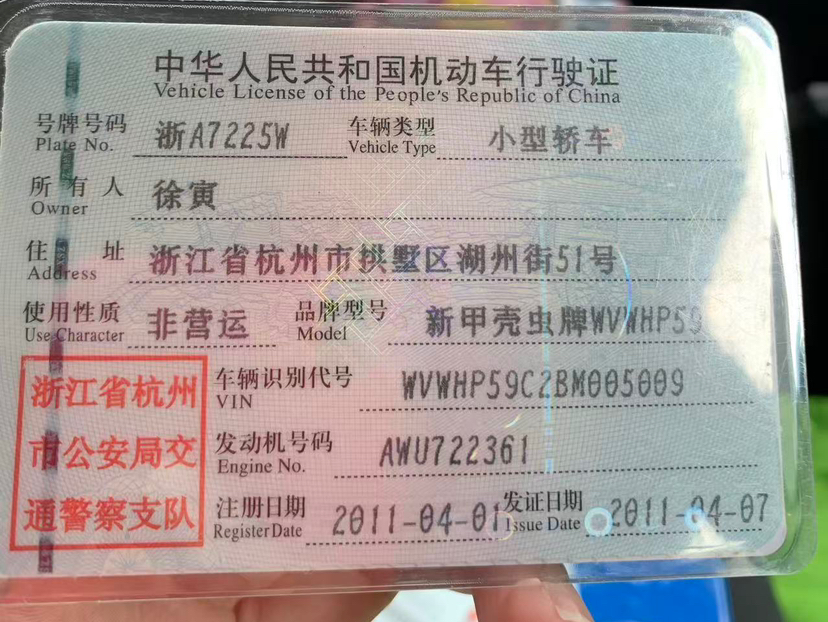 中华人民共和国机动车行驶证
Vehicle License of the People's Republic of China
号牌号码 浙A7225W 车辆类型 小型轿车
Plate No. Vehicle Type
所有人 徐寅
Owner
住址 浙江省杭州市拱墅区湖州街51号
Address
使用性质 非营运 品牌型号 新甲壳虫牌WVWHP59
Use Character Model
浙江省杭州 车辆识别代号 WVWHP59C2BM005009
VIN
市公安局交 发动机号码 AWU722361
Engine No.
通警察支队 注册日期 2011-04-01 发证日期 2011-04-07
Register Date Issue Date